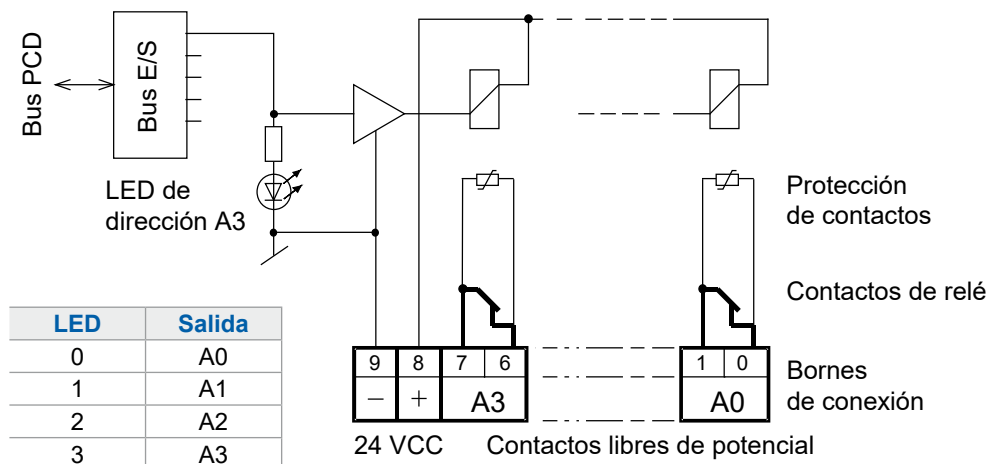 Bus PCD
Bus E/S
LED de
dirección A3
Protección
de contactos
Contactos de relé
LED Salida
0 A0
1 A1
2 A2
3 A3
9 8 7 6 1 0
− + A3 A0
Bornes
de conexión
24 VCC Contactos libres de potencial